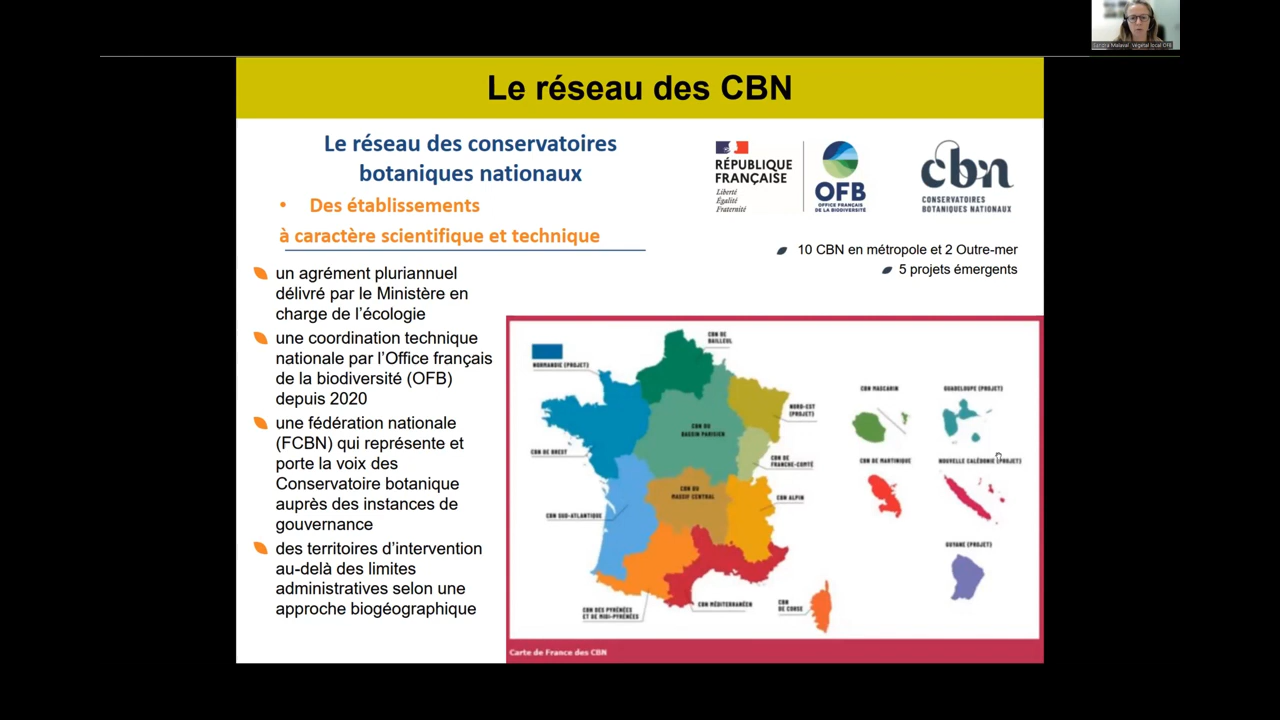 Sandra Malaval Végétal local OFB
Le réseau des CBN
Le réseau des conservatoires
botaniques nationaux
• Des établissements
à caractère scientifique et technique
un agrément pluriannuel
délivré par le Ministère en
charge de l'écologie
une coordination technique
nationale par l'Office français
de la biodiversité (OFB)
depuis 2020
une fédération nationale
(FCBN) qui représente et
porte la voix des
Conservatoire botanique
auprès des instances de
gouvernance
des territoires d'intervention
au-delà des limites
administratives selon une
approche biogéographique
RÉPUBLIQUE
FRANÇAISE
Liberté
Égalité
Fraternité
OFB
OFFICE FRANÇAIS
DE LA BIODIVERSITÉ
cbn
CONSERVATOIRES
BOTANIQUES NATIONAUX
10 CBN en métropole et 2 Outre-mer
5 projets émergents
CBN DE
BAILLEUL
NORMANDIE (PROJET)
NORD-EST
(PROJET)
CBN DU
BASSIN PARISIEN
CBN DE BREST
CBN DE
FRANCHE-COMTÉ
CBN DU
MASSIF CENTRAL
CBN ALPIN
CBN SUD-ATLANTIQUE
CBN DES PYRÉNÉES
ET DE MIDI-PYRÉNÉES
CBN MÉDITERRANÉEN
CBN
DE CORSE
CBN MASCARIN
GUADELOUPE (PROJET)
CBN DE MARTINIQUE
NOUVELLE CALÉDONIE (PROJET)
GUYANE (PROJET)
Carte de France des CBN